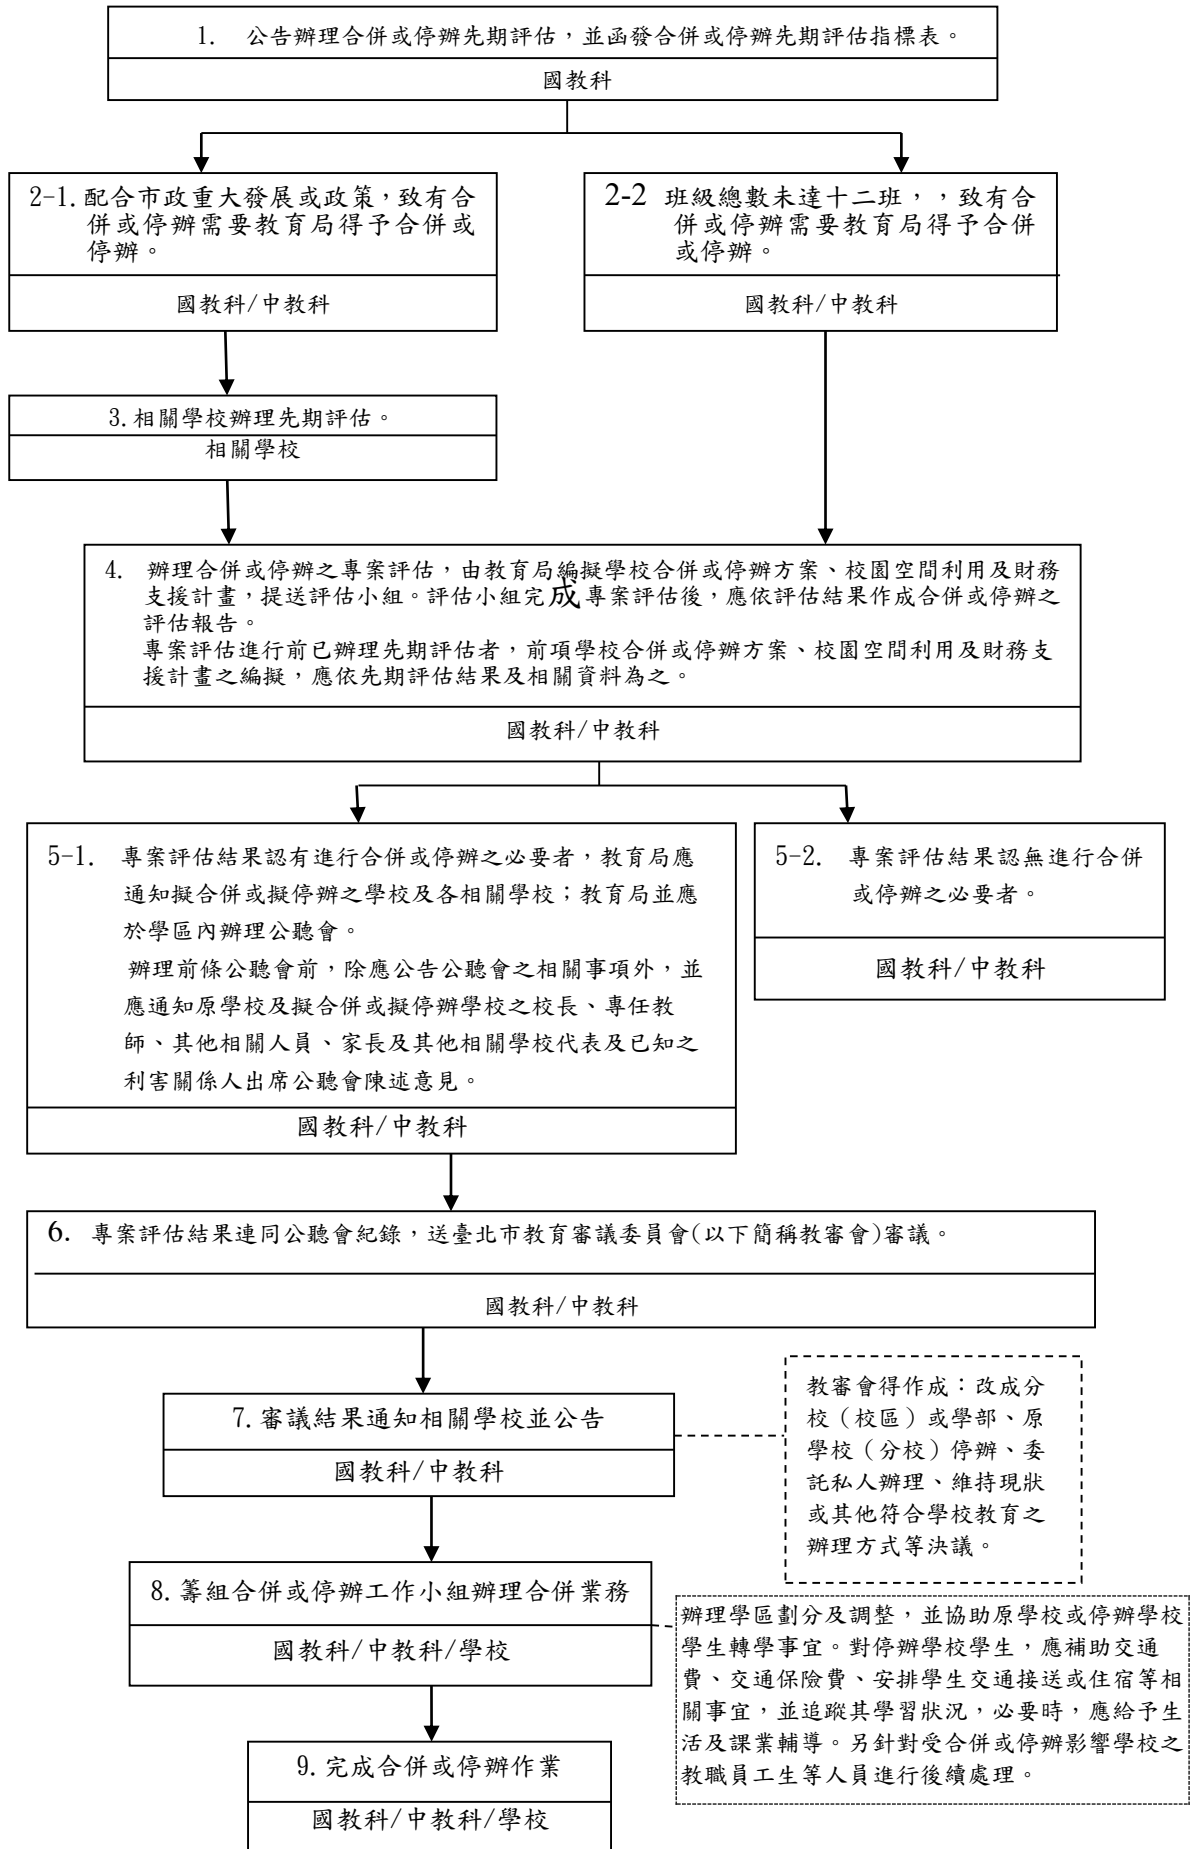 1. 公告辦理合併或停辦先期評估，並函發合併或停辦先期評估指標表。
國教科
2-1. 配合市政重大發展或政策，致有合
併或停辦需要教育局得予合併或
停辦。
國教科/中教科
2-2 班級總數未達十二班，，致有合
併或停辦需要教育局得予合併
或停辦。
國教科/中教科
3. 相關學校辦理先期評估。
相關學校
4. 辦理合併或停辦之專案評估，由教育局編擬學校合併或停辦方案、校園空間利用及財務
支援計畫，提送評估小組。評估小組完成專案評估後，應依評估結果作成合併或停辦之
評估報告。
專案評估進行前已辦理先期評估者，前項學校合併或停辦方案、校園空間利用及財務支
援計畫之編擬，應依先期評估結果及相關資料為之。
國教科/中教科
5-1. 專案評估結果認有進行合併或停辦之必要者，教育局應
通知擬合併或擬停辦之學校及各相關學校；教育局並應
於學區內辦理公聽會。
辦理前條公聽會前，除應公告公聽會之相關事項外，並
應通知原學校及擬合併或擬停辦學校之校長、專任教
師、其他相關人員、家長及其他相關學校代表及已知之
利害關係人出席公聽會陳述意見。
國教科/中教科
5-2. 專案評估結果認無進行合併
或停辦之必要者。
國教科/中教科
6. 專案評估結果連同公聽會紀錄，送臺北市教育審議委員會(以下簡稱教審會)審議。
國教科/中教科
7. 審議結果通知相關學校並公告
國教科/中教科
教審會得作成：改成分
校（校區）或學部、原
學校（分校）停辦、委
託私人辦理、維持現狀
或其他符合學校教育之
辦理方式等決議。
8. 籌組合併或停辦工作小組辦理合併業務
國教科/中教科/學校
辦理學區劃分及調整，並協助原學校或停辦學校
學生轉學事宜。對停辦學校學生，應補助交通
費、交通保險費、安排學生交通接送或住宿等相
關事宜，並追蹤其學習狀況，必要時，應給予生
活及課業輔導。另針對受合併或停辦影響學校之
教職員工生等人員進行後續處理。
9. 完成合併或停辦作業
國教科/中教科/學校